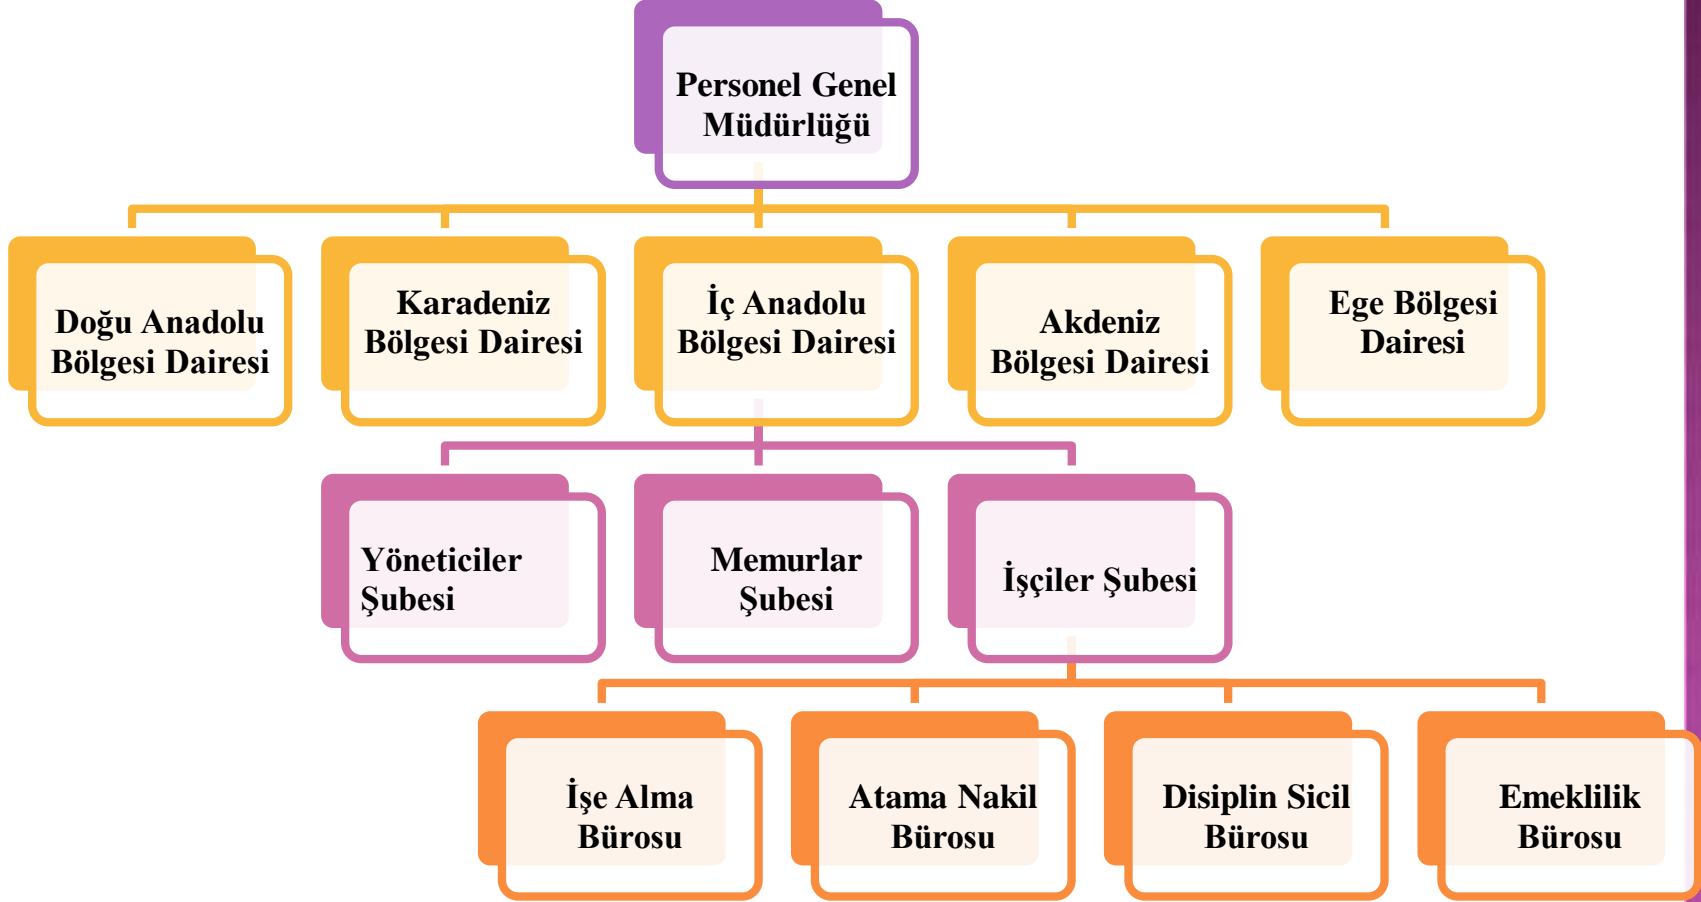 Personel Genel
Müdürlüğü
Doğu Anadolu
Bölgesi Dairesi
Karadeniz
Bölgesi Dairesi
İç Anadolu
Bölgesi Dairesi
Akdeniz
Bölgesi Dairesi
Ege Bölgesi
Dairesi
Yöneticiler
Şubesi
Memurlar
Şubesi
İşçiler Şubesi
İşe Alma
Bürosu
Atama Nakil
Bürosu
Disiplin Sicil
Bürosu
Emeklilik
Bürosu